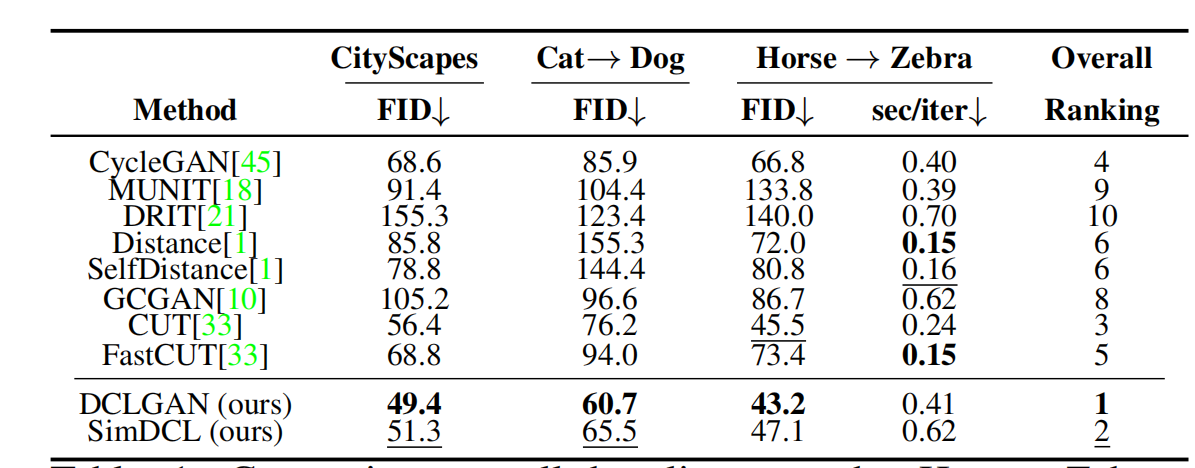 CityScapes Cat→ Dog Horse → Zebra Overall
Method FID↓ FID↓ FID↓ sec/iter↓ Ranking
CycleGAN[45] 68.6 85.9 66.8 0.40 4
MUNIT[18] 91.4 104.4 133.8 0.39 9
DRIT[21] 155.3 123.4 140.0 0.70 10
Distance[1] 85.8 155.3 72.0 0.15 6
SelfDistance[1] 78.8 144.4 80.8 0.16 6
GCGAN[10] 105.2 96.6 86.7 0.62 8
CUT[33] 56.4 76.2 45.5 0.24 3
FastCUT[33] 68.8 94.0 73.4 0.15 5
DCLGAN (ours) 49.4 60.7 43.2 0.41 1
SimDCL (ours) 51.3 65.5 47.1 0.62 2